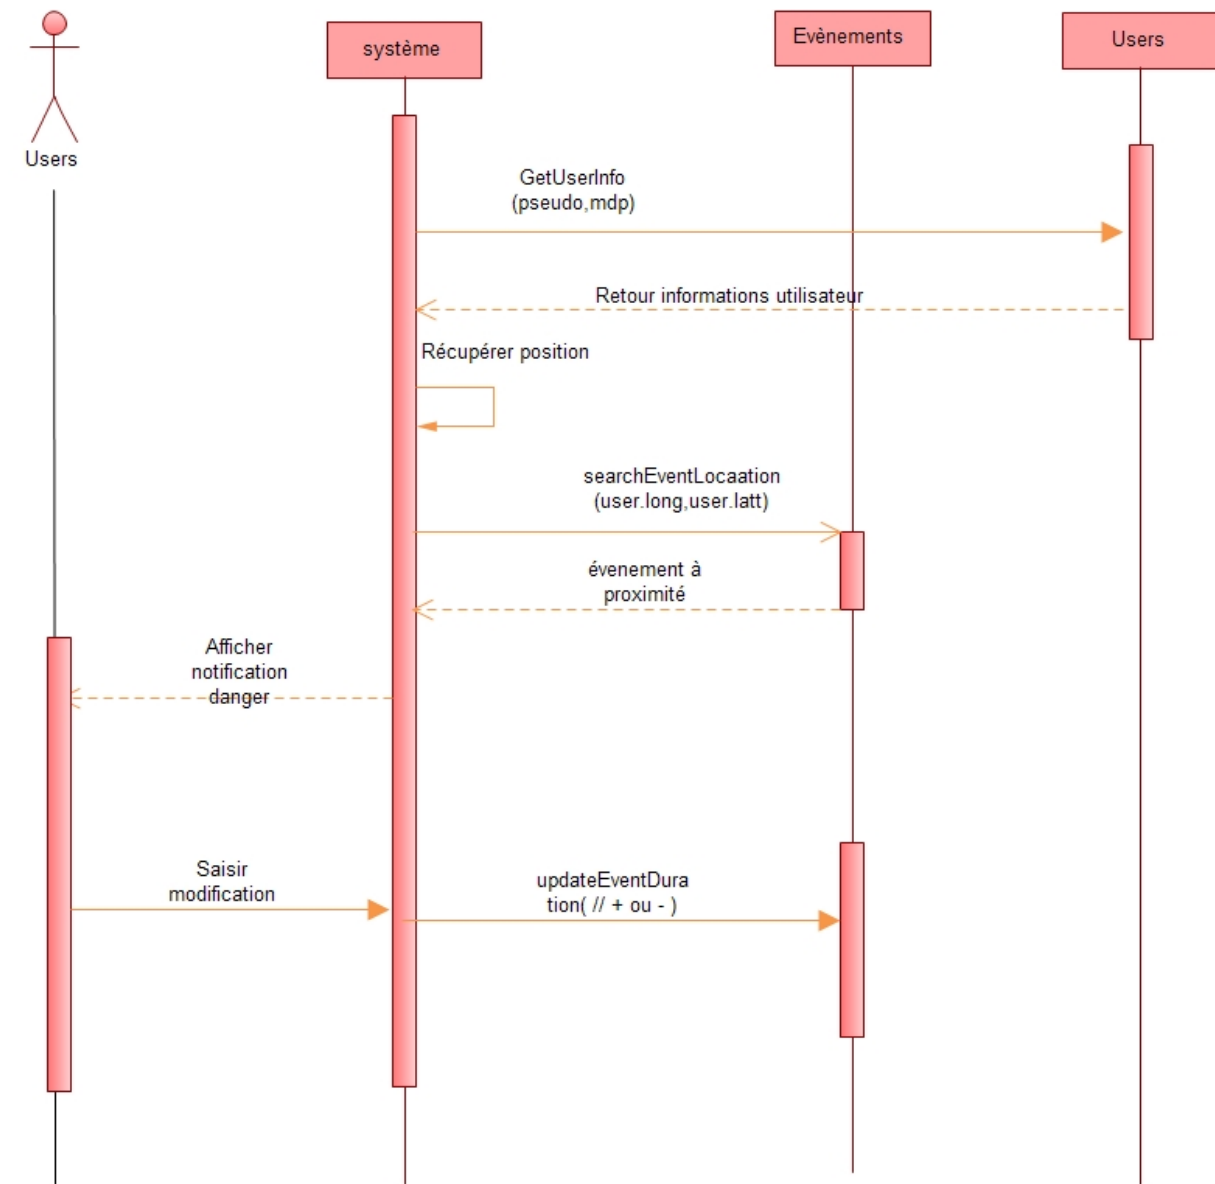 Users
système
Evènements
Users
GetUserInfo
(pseudo,mdp)
Retour informations utilisateur
Récupérer position
searchEventLocaation
(user.long,user.latt)
évenement à
proximité
Afficher
notification
danger
Saisir
modification
updateEventDura
tion( // + ou - )